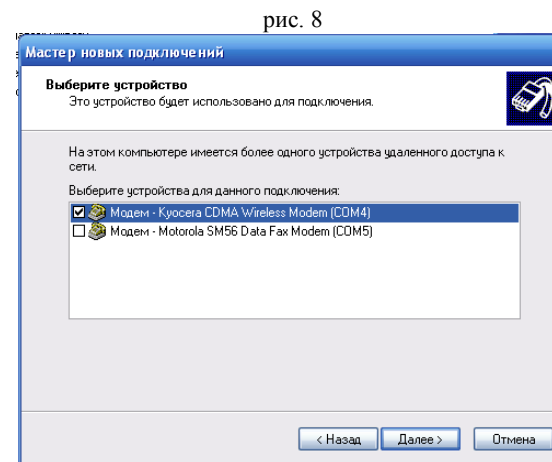 рис. 8
Мастер новых подключений
Выберите устройство
Это устройство будет использовано для подключения.
На этом компьютере имеется более одного устройства удаленного доступа к
сети.
Выберите устройства для данного подключения:
Модем - Kyocera CDMA Wireless Modem (COM4)
Модем - Motorola SM56 Data Fax Modem (COM5)
< Назад
Далее >
Отмена